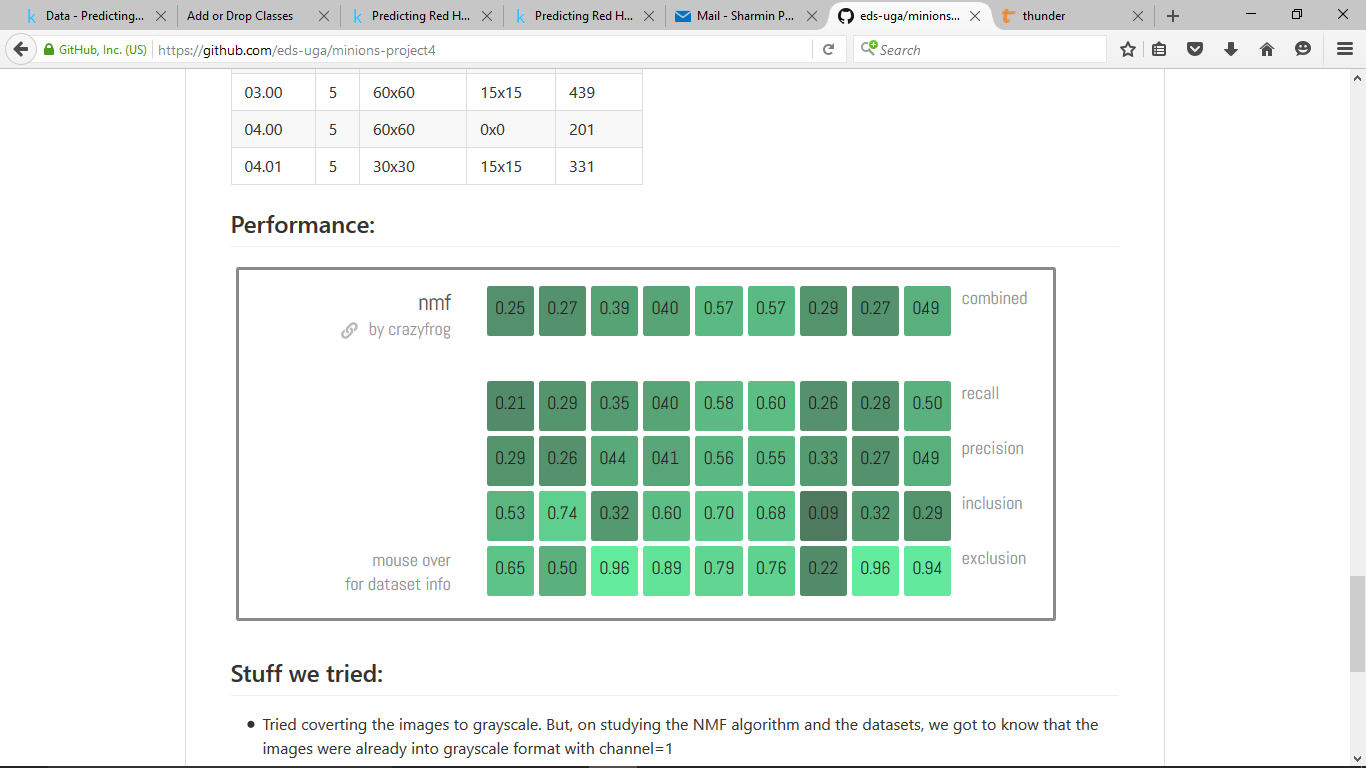 Data - Predicting...
Add or Drop Classes
Predicting Red H...
Predicting Red H...
Mail - Sharmin P...
eds-uga/minions...
thunder
GitHub, Inc. (US) https://github.com/eds-uga/minions-project4
Search
03.00 5 60x60 15x15 439
04.00 5 60x60 0x0 201
04.01 5 30x30 15x15 331
Performance:
nmf
by crazyfrog
0.25 0.27 0.39 040 0.57 0.57 0.29 0.27 049 combined
0.21 0.29 0.35 040 0.58 0.60 0.26 0.28 0.50 recall
0.29 0.26 044 041 0.56 0.55 0.33 0.27 049 precision
0.53 0.74 0.32 0.60 0.70 0.68 0.09 0.32 0.29 inclusion
0.65 0.50 0.96 0.89 0.79 0.76 0.22 0.96 0.94 exclusion
mouse over
for dataset info
Stuff we tried:
Tried coverting the images to grayscale. But, on studying the NMF algorithm and the datasets, we got to know that the
images were already into grayscale format with channel=1